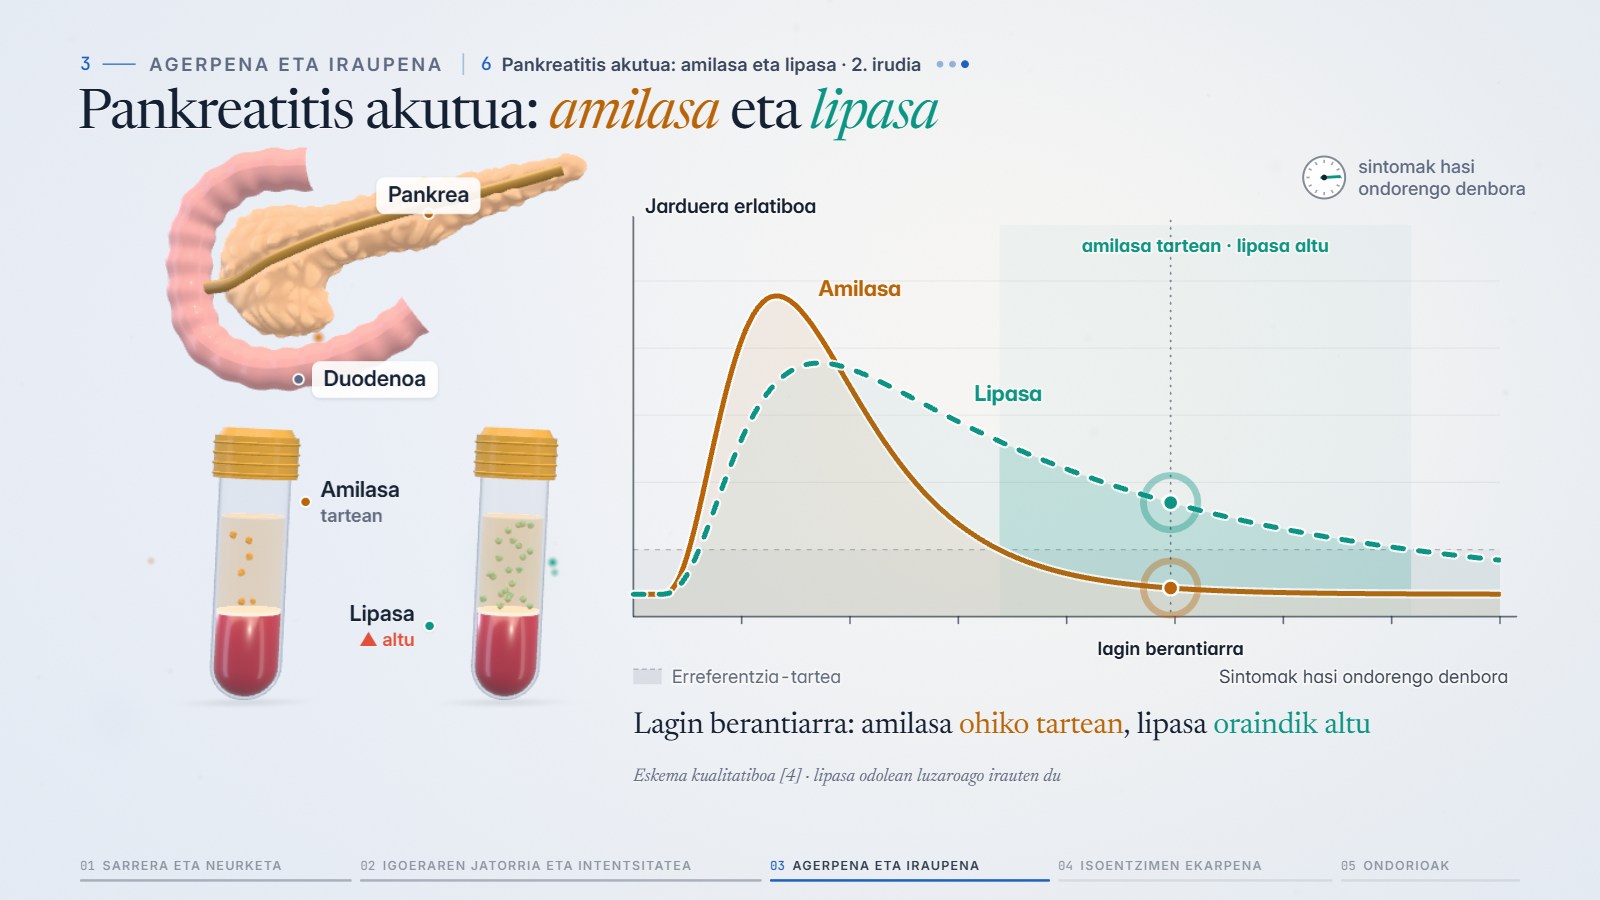 3 — AGERPENA ETA IRAUPENA | 6 Pankreatitis akutua: amilasa eta lipasa · 2. irudia
Pankreatitis akutua: amilasa eta lipasa
sintomak hasi
ondorengo denbora
Pankrea
Duodenoa
Jarduera erlatiboa
amilasa tartean · lipasa altu
Amilasa
Lipasa
Amilasa
tartean
Lipasa
▲ altu
lagin berantiarra
Erreferentzia-tartea
Sintomak hasi ondorengo denbora
Lagin berantiarra: amilasa ohiko tartean, lipasa oraindik altu
Eskema kualitatiboa [4] · lipasa odolean luzaroago irauten du
01 SARRERA ETA NEURKETA
02 IGOERAREN JATORRIA ETA INTENTSITATEA
03 AGERPENA ETA IRAUPENA
04 ISOENTZIMEN EKARPENA
05 ONDORIOAK